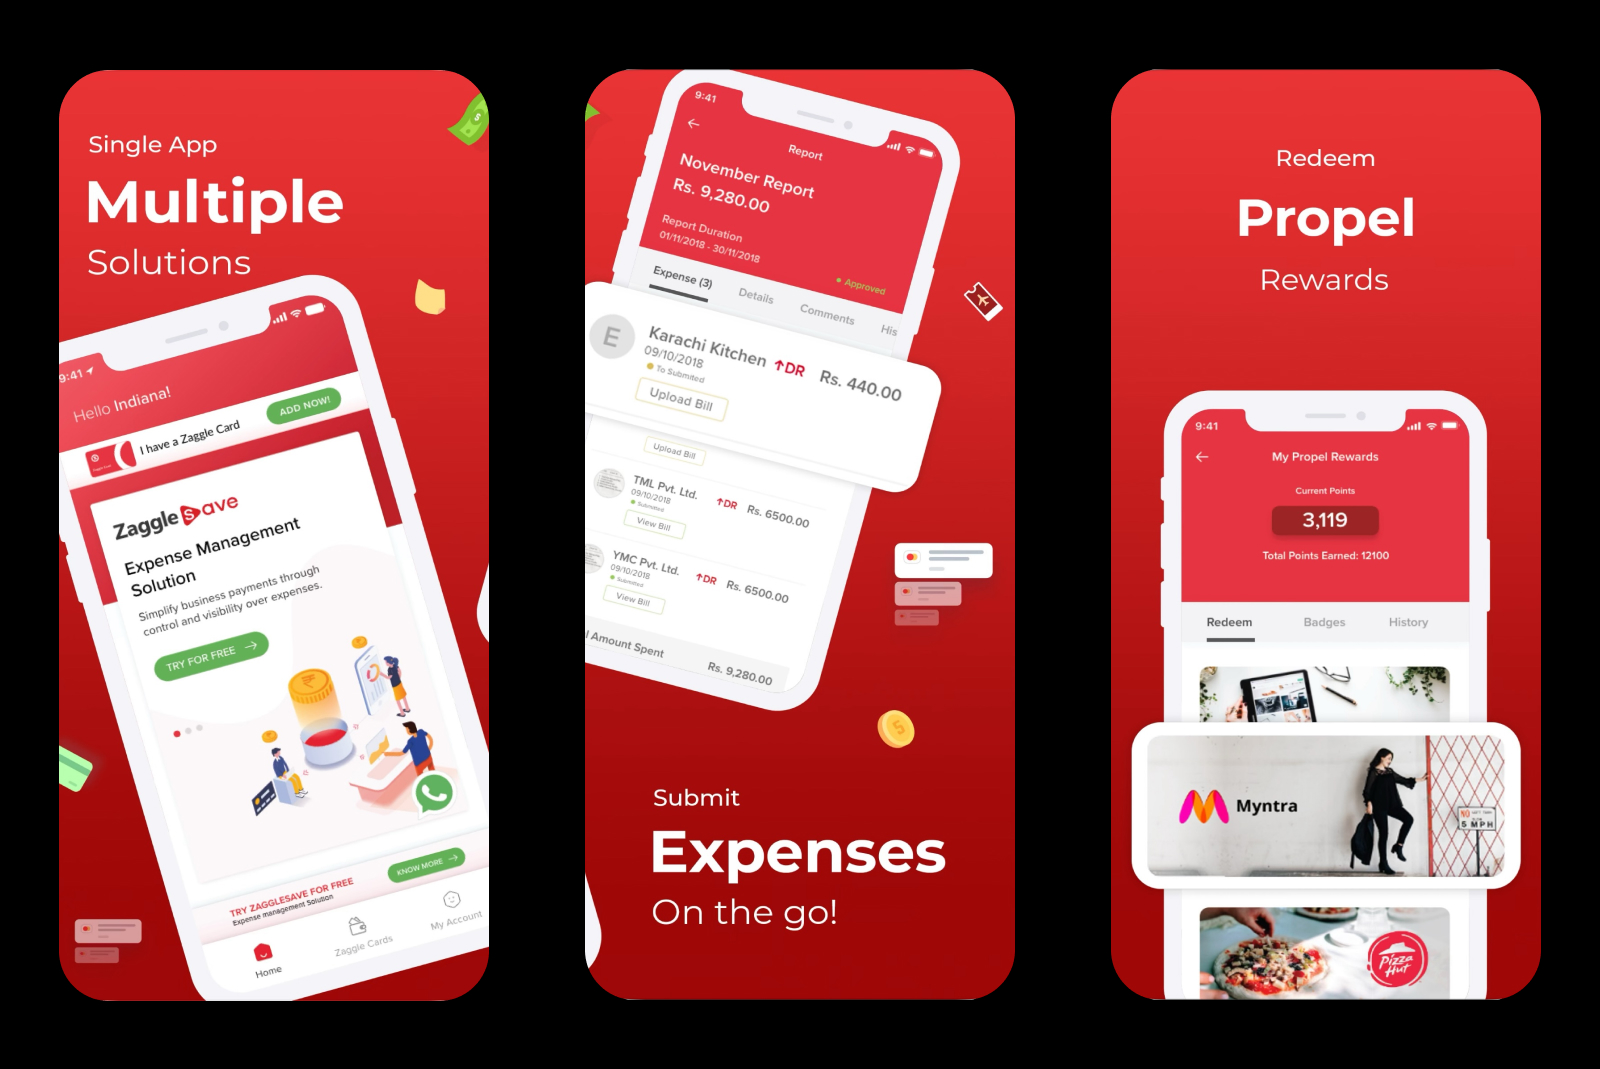 Single App
Multiple
Solutions
9:41
Hello Indiana!
I have a Zaggle Card
ADD NOW!
Zaggle Save
Expense Management
Solution
Simplify business payments through
control and visibility over expenses.
TRY FOR FREE
TRY ZAGGLESAVE FOR FREE
Expense management Solution
KNOW MORE
Home
Zaggle Cards
My Account
9:41
Report
November Report
Rs. 9,280.00
Report Duration
01/11/2018 - 30/11/2018
Approved
Expense (3)
Details
Comments
His
E
Karachi Kitchen
09/10/2018
To Submited
Upload Bill
↑DR
Rs. 440.00
Upload Bill
TML Pvt. Ltd.
09/10/2018
Submitted
View Bill
↑DR
Rs. 6500.00
YMC Pvt. Ltd.
09/10/2018
Submitted
View Bill
↑DR
Rs. 6500.00
l Amount Spent
Rs. 9,280.00
Submit
Expenses
On the go!
Redeem
Propel
Rewards
9:41
My Propel Rewards
Current Points
3,119
Total Points Earned: 12100
Redeem
Badges
History
Myntra
NO
5 MPH
Pizza
Hut